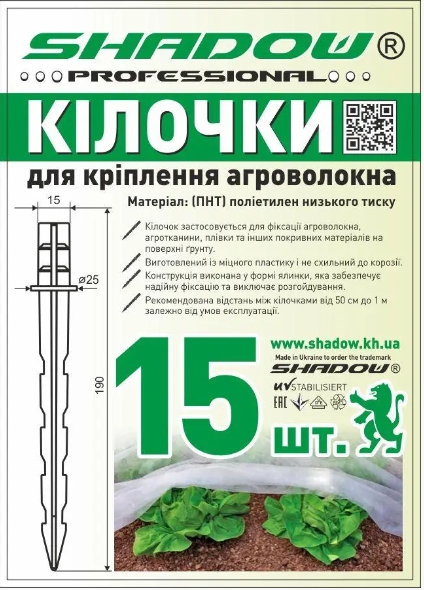 SHADOW®
PROFESSIONAL
КІЛОЧКИ
для кріплення агроволокна
Матеріал: (ПНТ) поліетилен низького тиску
15
ø25
190
Кілочок застосовується для фіксації агроволокна,
агротканини, плівки та інших покривних матеріалів на
поверхні ґрунту.
Виготовлений із міцного пластику і не схильний до корозії.
Конструкція виконана у формі ялинки, яка забезпечує
надійну фіксацію та виключає розгойдування.
Рекомендована відстань між кілочками від 50 см до 1 м
залежно від умов експлуатації.
www.shadow.kh.ua
Made in Ukraine to order the trademark
SHADOW®
UV STABILISIERT
EAC
15 шт.